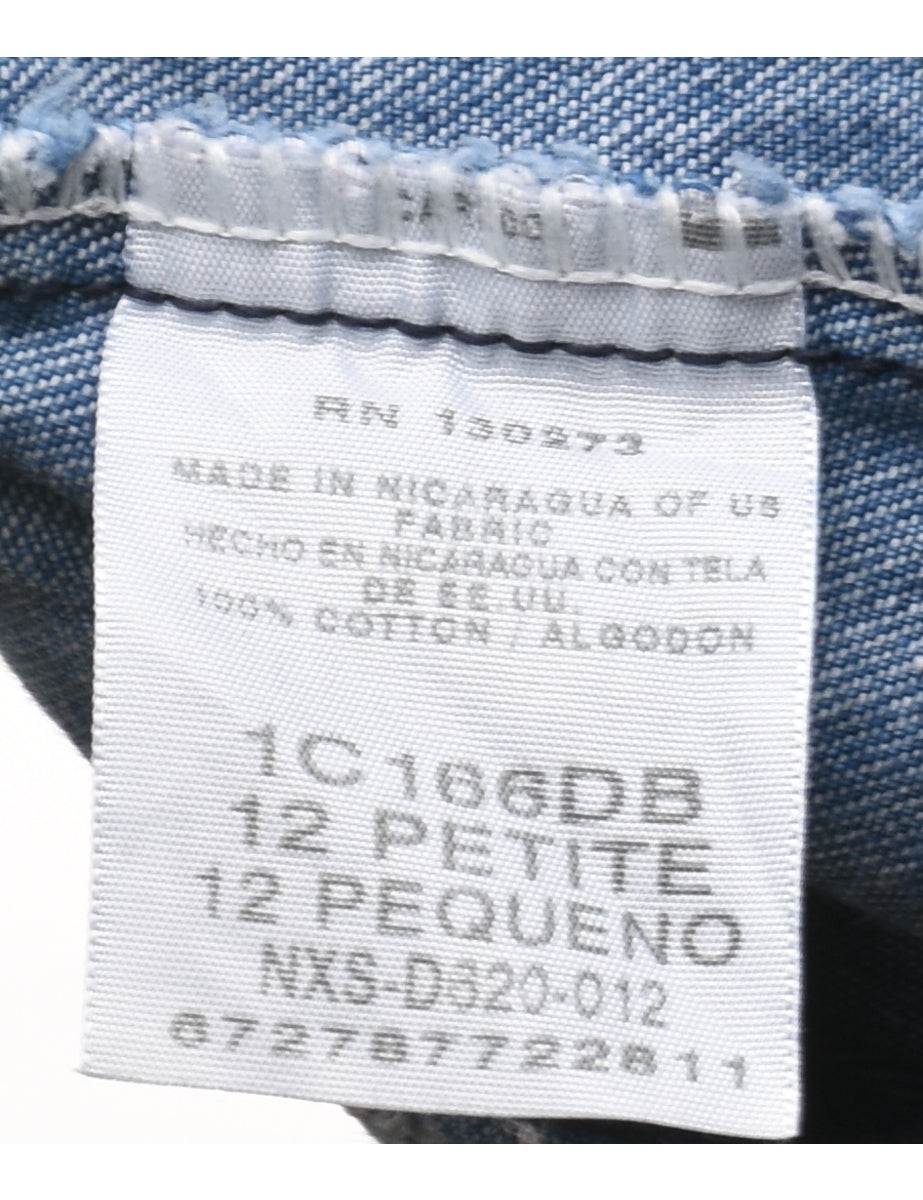 RN 130273
MADE IN NICARAGUA OF US
FABRIC
HECHO EN NICARAGUA CON TELA
DE EE.UU.
100% COTTON / ALGODON
1C166DB
12 PETITE
12 PEQUENO
NXS-D620-012
672787722811